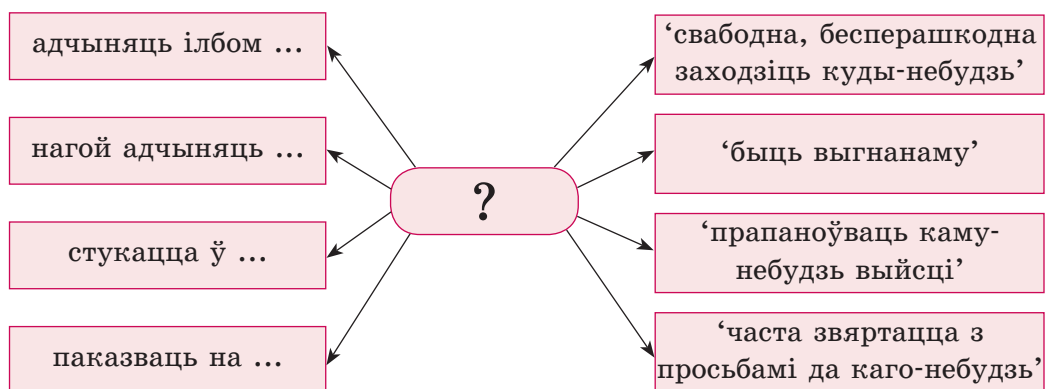 адчыняць ілбом ...
нагой адчыняць ...
стукацца ў ...
паказваць на ...
?
‘свабодна, бесперашкодна
заходзіць куды-небудзь’
‘быць выгнанаму’
‘прапаноўваць каму-
небудзь выйсці’
‘часта звяртацца з
просьбамі да каго-небудзь’